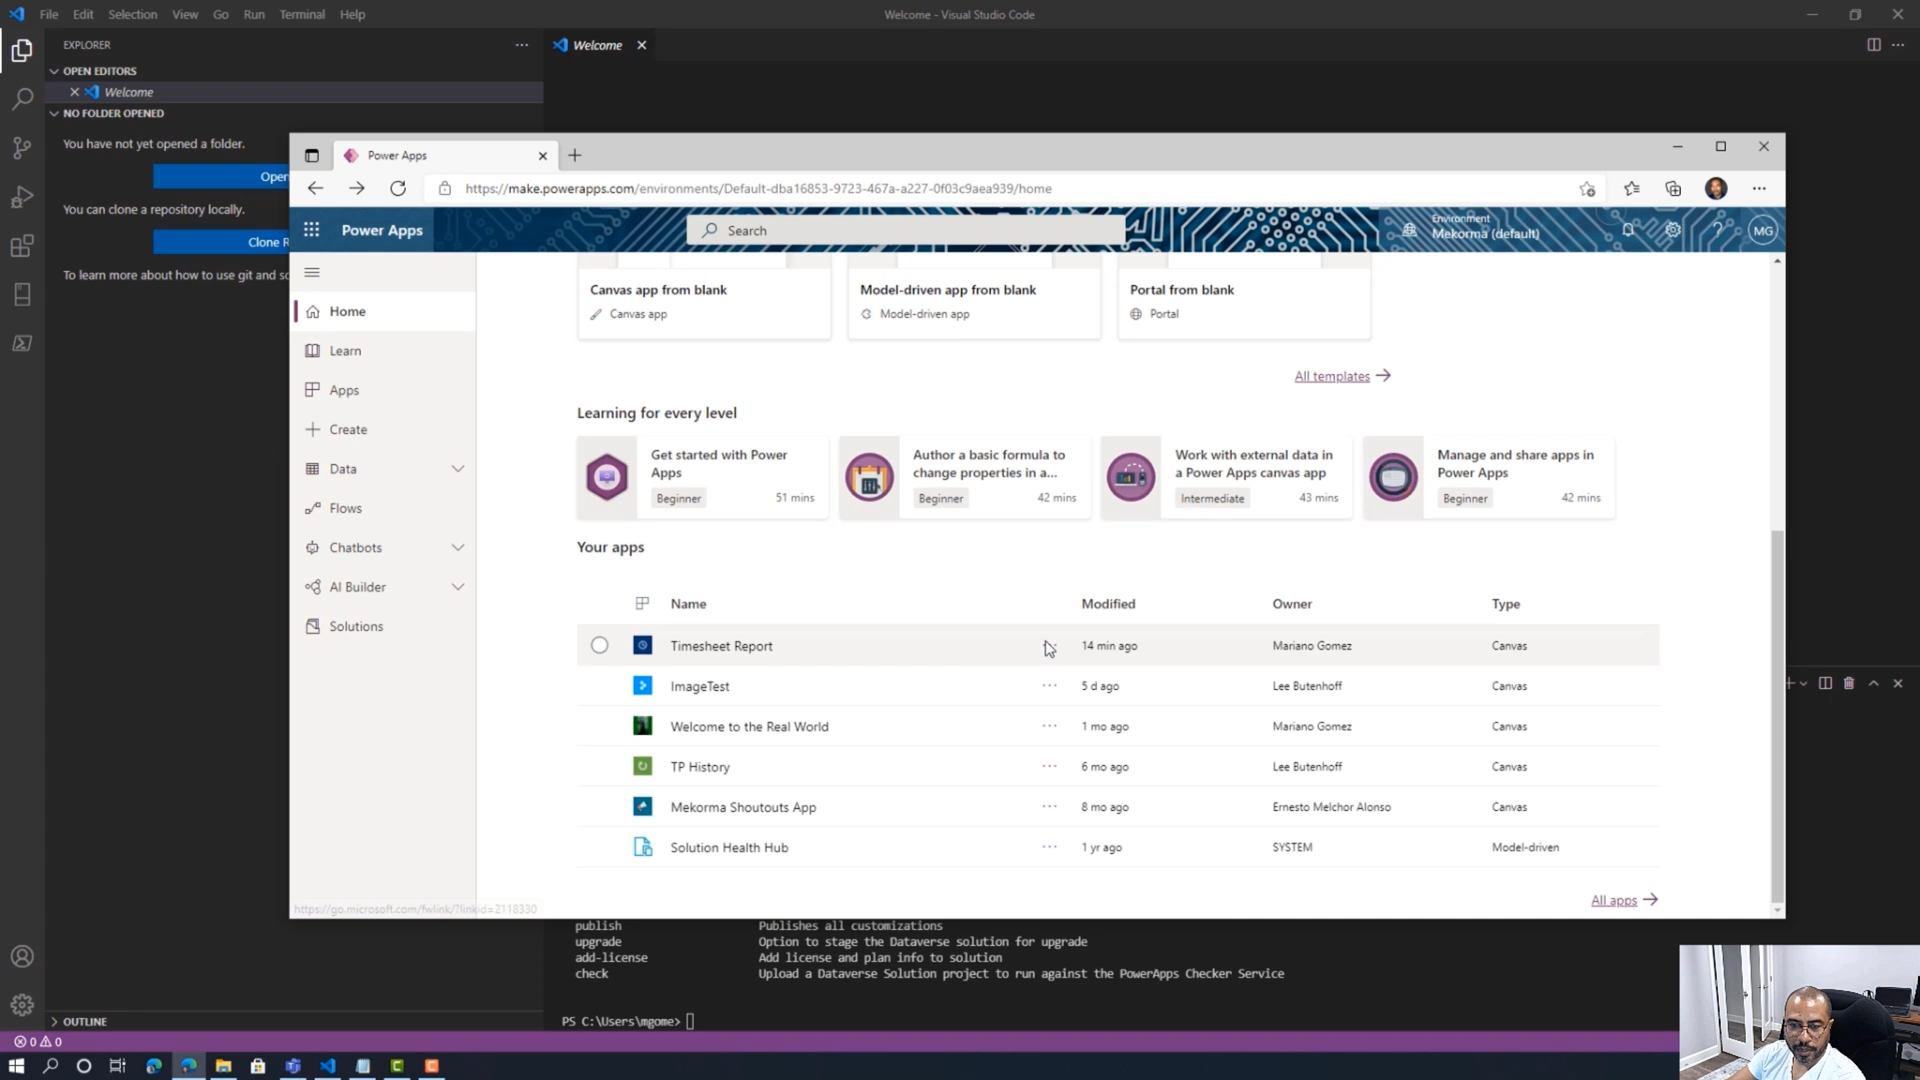 File Edit Selection View Go Run Terminal Help
Welcome - Visual Studio Code
EXPLORER
Welcome
OPEN EDITORS
Welcome
NO FOLDER OPENED
You have not yet opened a folder.
Open
You can clone a repository locally.
Clone R
To learn more about how to use git and so
Power Apps
https://make.powerapps.com/environments/Default-dba16853-9723-467a-a227-0f03c9aea939/home
Power Apps
Search
Environment
Mekorma (default)
MG
Home
Learn
Apps
Create
Data
Flows
Chatbots
AI Builder
Solutions
Canvas app from blank
Canvas app
Model-driven app from blank
Model-driven app
Portal from blank
Portal
All templates
Learning for every level
Get started with Power
Apps
Beginner 51 mins
Author a basic formula to
change properties in a...
Beginner 42 mins
Work with external data in
a Power Apps canvas app
Intermediate 43 mins
Manage and share apps in
Power Apps
Beginner 42 mins
Your apps
Name Modified Owner Type
Timesheet Report 14 min ago Mariano Gomez Canvas
ImageTest 5 d ago Lee Butenhoff Canvas
Welcome to the Real World 1 mo ago Mariano Gomez Canvas
TP History 6 mo ago Lee Butenhoff Canvas
Mekorma Shoutouts App 8 mo ago Ernesto Melchor Alonso Canvas
Solution Health Hub 1 yr ago SYSTEM Model-driven
All apps
https://go.microsoft.com/fwlink/?linkid=2118330
publish Publishes all customizations
upgrade Option to stage the Dataverse solution for upgrade
add-license Add license and plan info to solution
check Upload a Dataverse Solution project to run against the PowerApps Checker Service
PS C:\Users\mgome>
OUTLINE
0 0